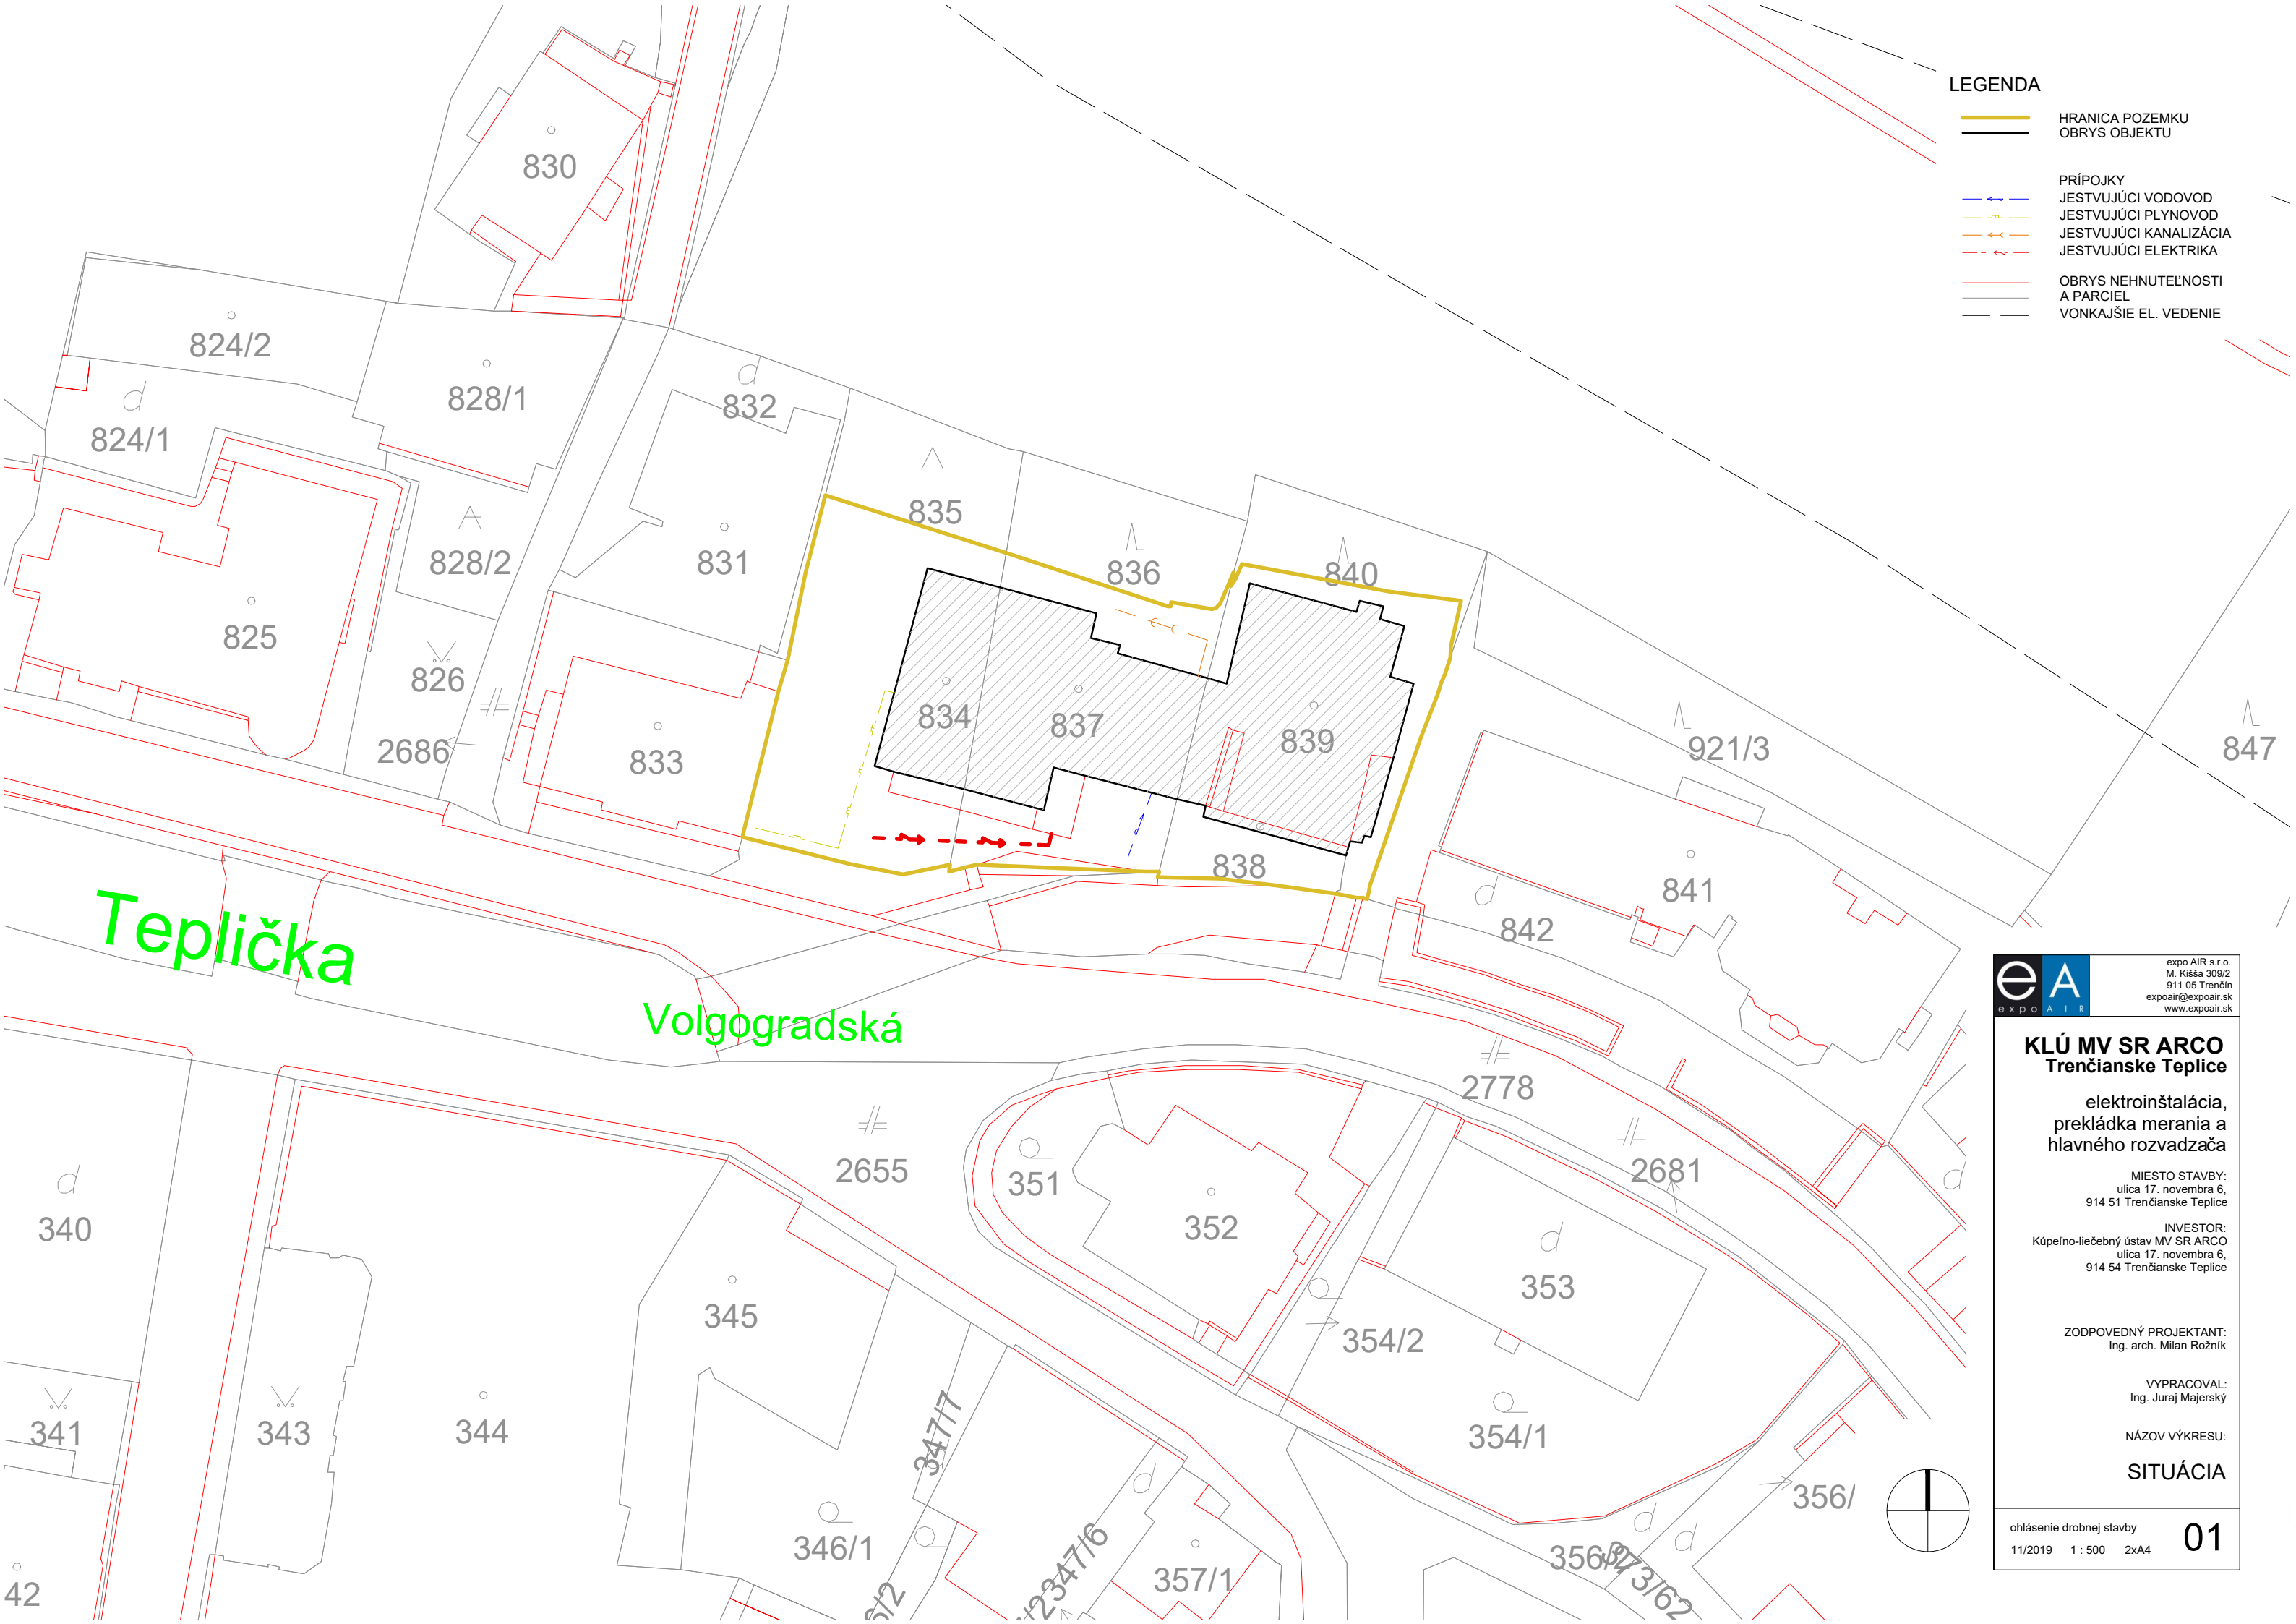 LEGENDA
HRANICA POZEMKU
OBRYS OBJEKTU
PRÍPOJKY
JESTVUJÚCI VODOVOD
JESTVUJÚCI PLYNOVOD
JESTVUJÚCI KANALIZÁCIA
JESTVUJÚCI ELEKTRIKA
OBRYS NEHNUTEĽNOSTI
A PARCIEL
VONKAJŠIE EL. VEDENIE
830
824/2
828/1
832
824/1
835
831
828/2
836
840
825
826
834
837
839
2686
833
921/3
847
838
841
842
Teplička
Volgogradská
2778
2655
351
2681
340
352
353
345
354/2
341
343
344
347/7
354/1
356/
346/1
347/6
357/1
42
expo AIR s.r.o.
M. Kišša 309/2
911 05 Trenčín
expoair@expoair.sk
www.expoair.sk
eA
expo AIR
KLÚ MV SR ARCO
Trenčianske Teplice
elektroinštalácia,
prekládka merania a
hlavného rozvadzača
MIESTO STAVBY:
ulica 17. novembra 6,
914 51 Trenčianske Teplice
INVESTOR:
Kúpeľno-liečebný ústav MV SR ARCO
ulica 17. novembra 6,
914 54 Trenčianske Teplice
ZODPOVEDNÝ PROJEKTANT:
Ing. arch. Milan Rožník
VYPRACOVAL:
Ing. Juraj Majerský
NÁZOV VÝKRESU:
SITUÁCIA
ohlásenie drobnej stavby
11/2019 1 : 500 2xA4
01